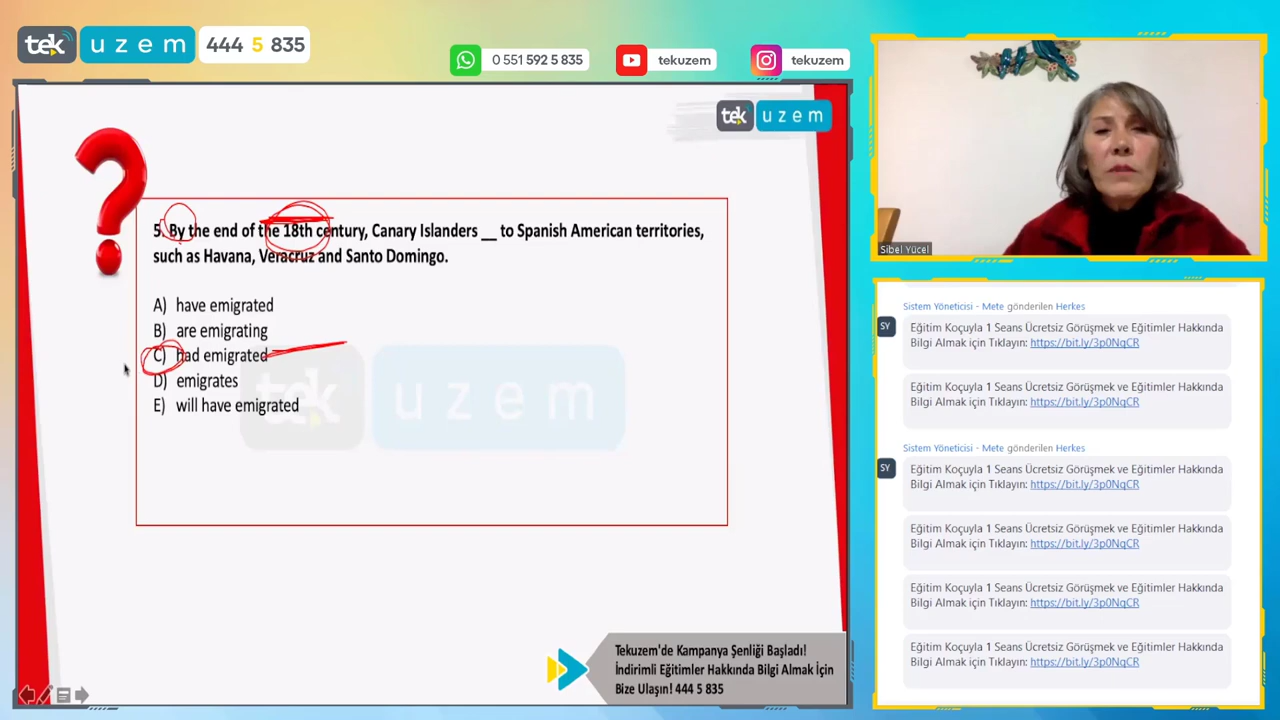 tek uzem 444 5 835
0 551 592 5 835
tekuzem
tekuzem
tek uzem
5. By the end of the 18th century, Canary Islanders __ to Spanish American territories,
such as Havana, Veracruz and Santo Domingo.
A) have emigrated
B) are emigrating
C) had emigrated
D) emigrates
E) will have emigrated
tek uzem
Tekuzem'de Kampanya Şenliği Başladı!
İndirimli Eğitimler Hakkında Bilgi Almak İçin
Bize Ulaşın! 444 5 835
Sibel Yücel
Sistem Yöneticisi - Mete gönderilen Herkes
SY
Eğitim Koçuyla 1 Seans Ücretsiz Görüşmek ve Eğitimler Hakkında
Bilgi Almak için Tıklayın: https://bit.ly/3p0NqCR
Eğitim Koçuyla 1 Seans Ücretsiz Görüşmek ve Eğitimler Hakkında
Bilgi Almak için Tıklayın: https://bit.ly/3p0NqCR
Sistem Yöneticisi - Mete gönderilen Herkes
SY
Eğitim Koçuyla 1 Seans Ücretsiz Görüşmek ve Eğitimler Hakkında
Bilgi Almak için Tıklayın: https://bit.ly/3p0NqCR
Eğitim Koçuyla 1 Seans Ücretsiz Görüşmek ve Eğitimler Hakkında
Bilgi Almak için Tıklayın: https://bit.ly/3p0NqCR
Eğitim Koçuyla 1 Seans Ücretsiz Görüşmek ve Eğitimler Hakkında
Bilgi Almak için Tıklayın: https://bit.ly/3p0NqCR
Eğitim Koçuyla 1 Seans Ücretsiz Görüşmek ve Eğitimler Hakkında
Bilgi Almak için Tıklayın: https://bit.ly/3p0NqCR